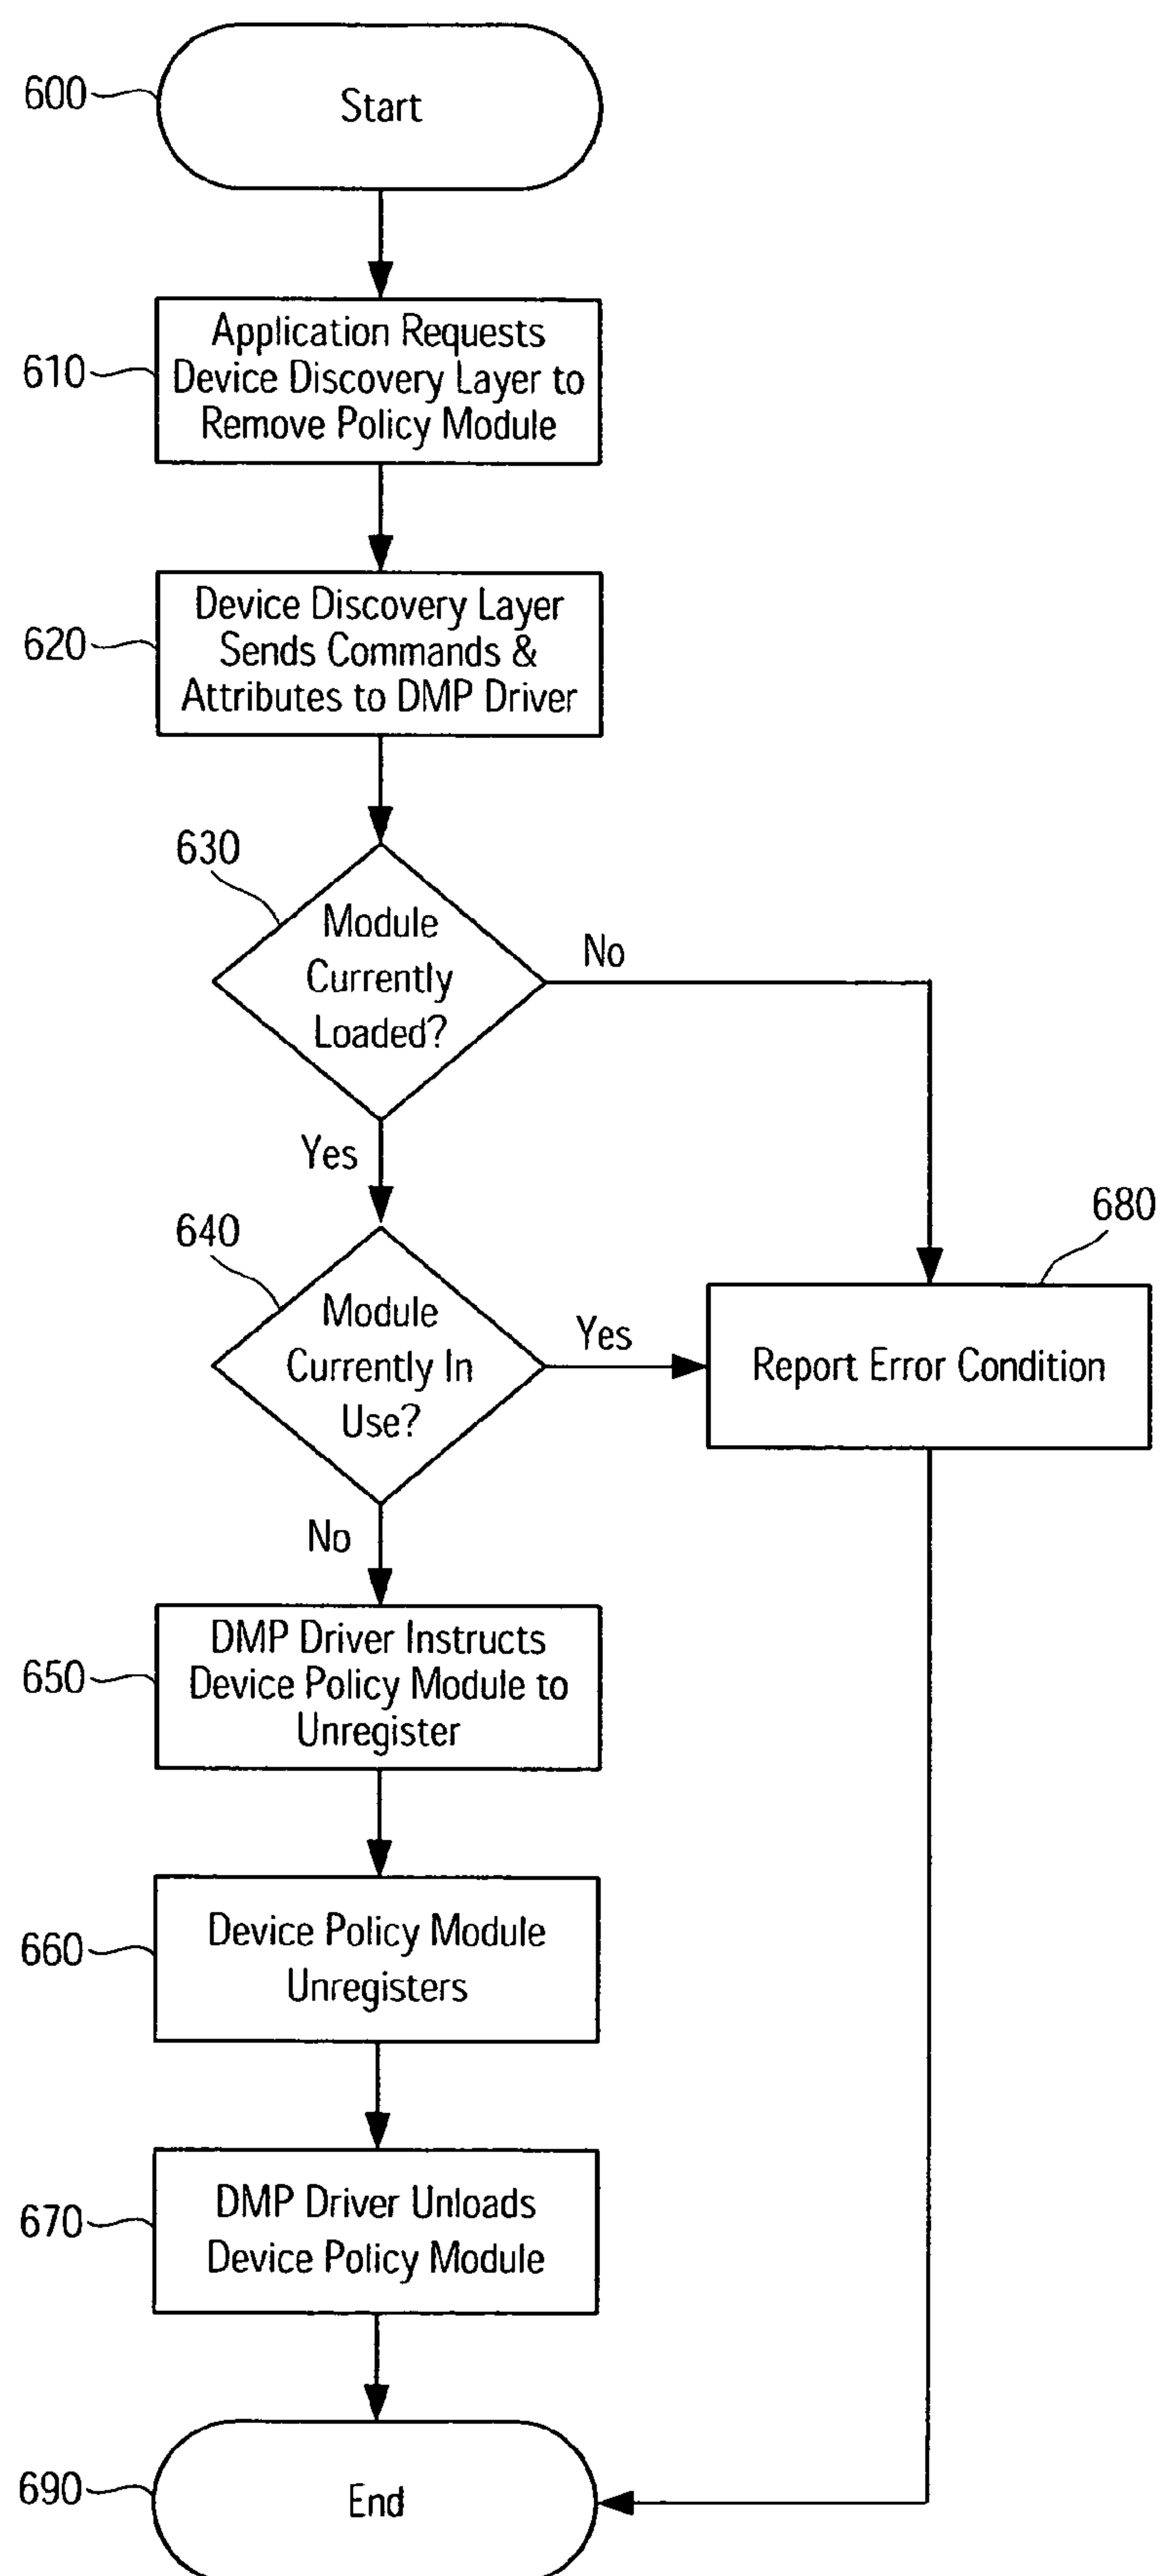 600
Start
610
Application Requests
Device Discovery Layer to
Remove Policy Module
620
Device Discovery Layer
Sends Commands &
Attributes to DMP Driver
630
Module
Currently
Loaded?
No
Yes
640
Module
Currently In
Use?
Yes
680
Report Error Condition
No
650
DMP Driver Instructs
Device Policy Module to
Unregister
660
Device Policy Module
Unregisters
670
DMP Driver Unloads
Device Policy Module
690
End